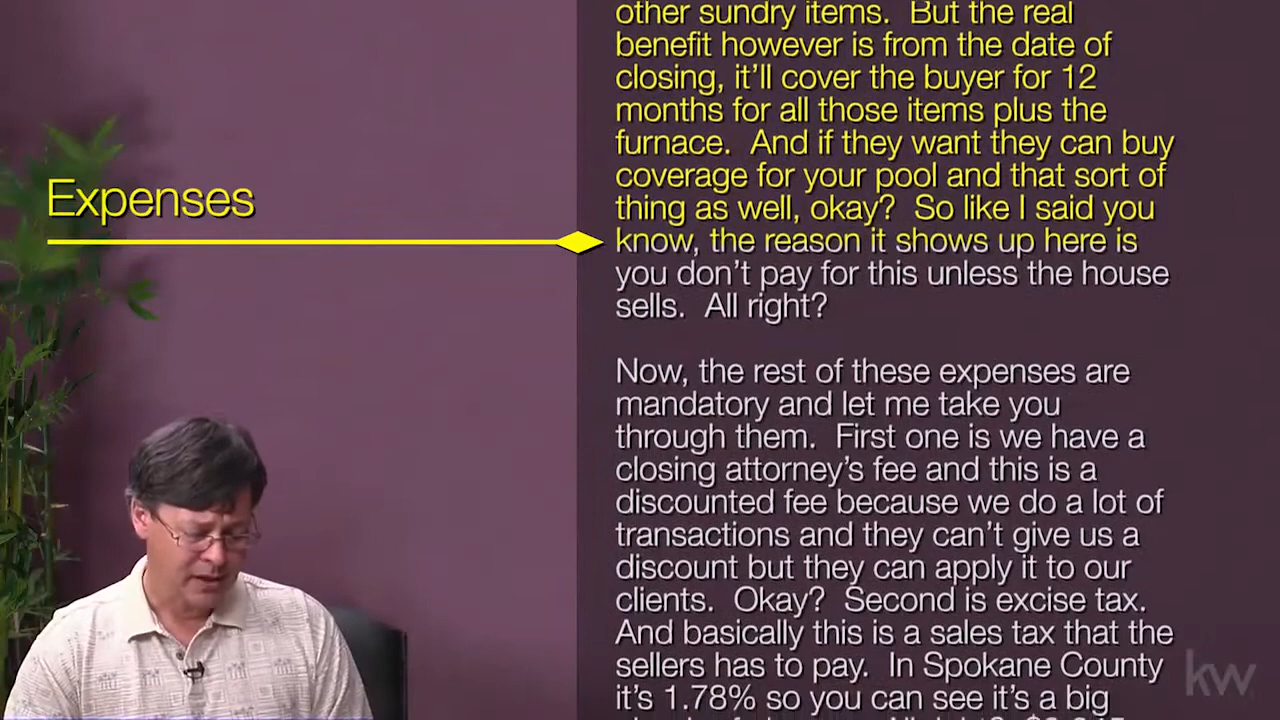 Expenses
other sundry items.  But the real
benefit however is from the date of
closing, it’ll cover the buyer for 12
months for all those items plus the
furnace.  And if they want they can buy
coverage for your pool and that sort of
thing as well, okay?  So like I said you
know, the reason it shows up here is
you don’t pay for this unless the house
sells.  All right?
Now, the rest of these expenses are
mandatory and let me take you
through them.  First one is we have a
closing attorney’s fee and this is a
discounted fee because we do a lot of
transactions and they can’t give us a
discount but they can apply it to our
clients.  Okay?  Second is excise tax.
And basically this is a sales tax that the
sellers has to pay.  In Spokane County
it’s 1.78% so you can see it’s a big
kw